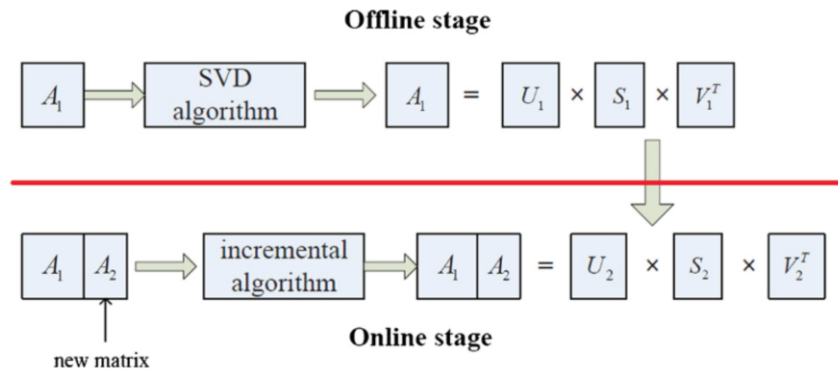 Offline stage
A₁ SVD algorithm A₁ = U₁ × S₁ × V₁ᵀ
A₁ A₂ incremental algorithm A₁ A₂ = U₂ × S₂ × V₂ᵀ
Online stage
new matrix